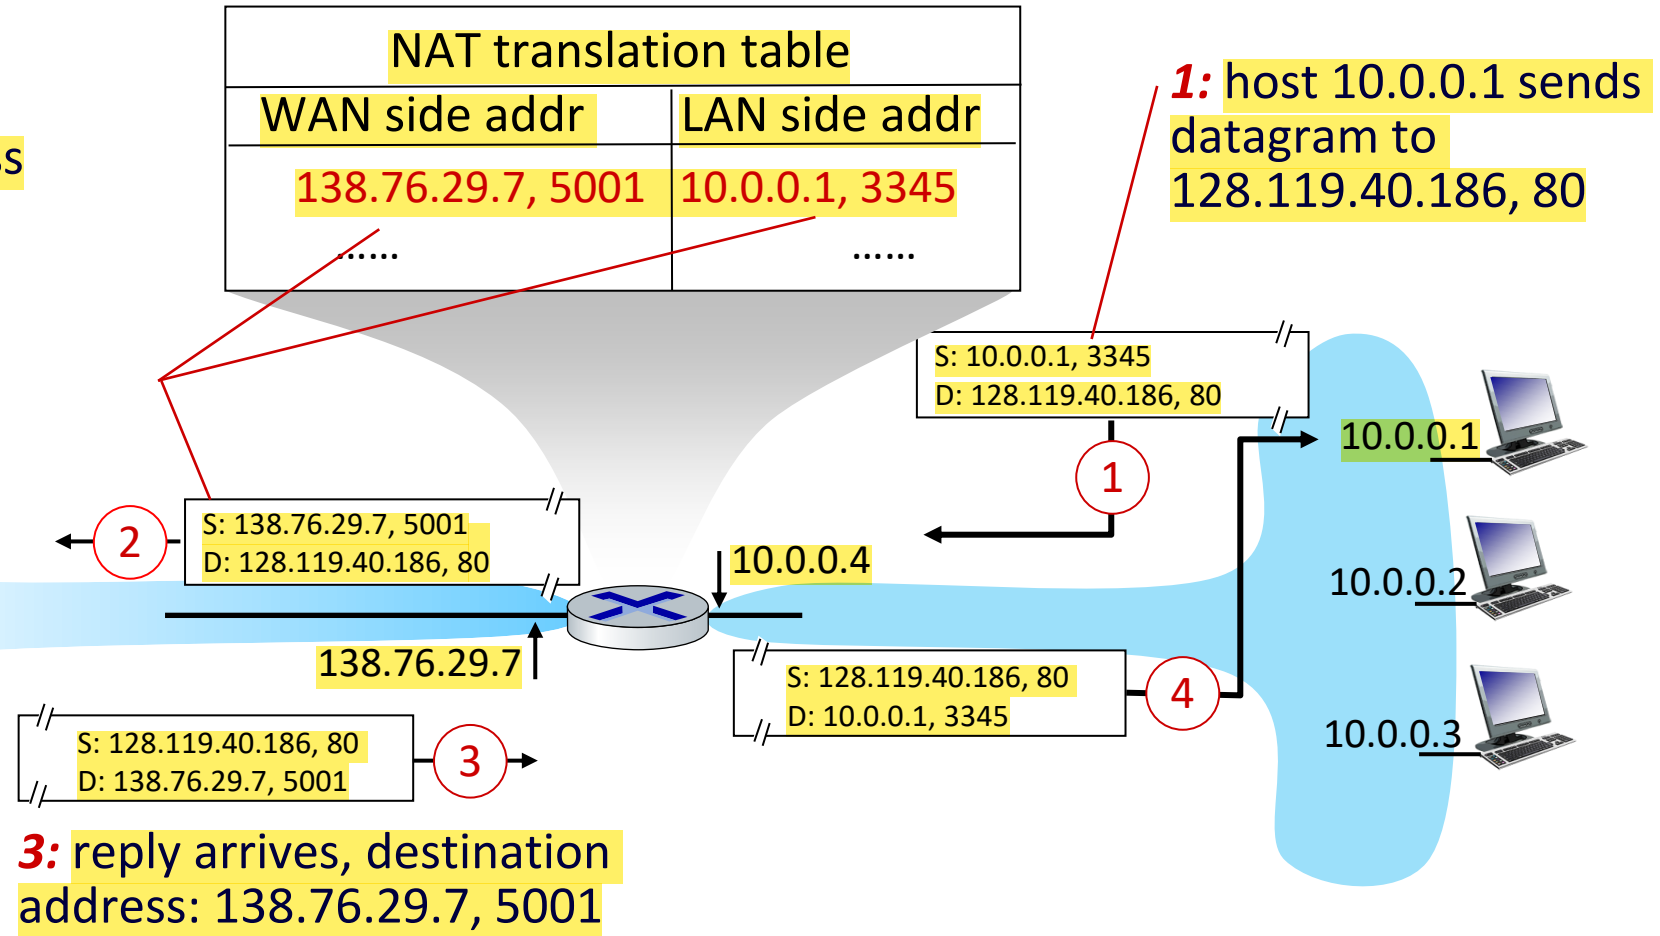 NAT translation table
WAN side addr
LAN side addr
138.76.29.7, 5001
10.0.0.1, 3345
......
......
1: host 10.0.0.1 sends
datagram to
128.119.40.186, 80
S: 10.0.0.1, 3345
D: 128.119.40.186, 80
1
10.0.0.1
S: 138.76.29.7, 5001
D: 128.119.40.186, 80
2
10.0.0.4
10.0.0.2
138.76.29.7
S: 128.119.40.186, 80
D: 10.0.0.1, 3345
4
10.0.0.3
S: 128.119.40.186, 80
D: 138.76.29.7, 5001
3
3: reply arrives, destination
address: 138.76.29.7, 5001